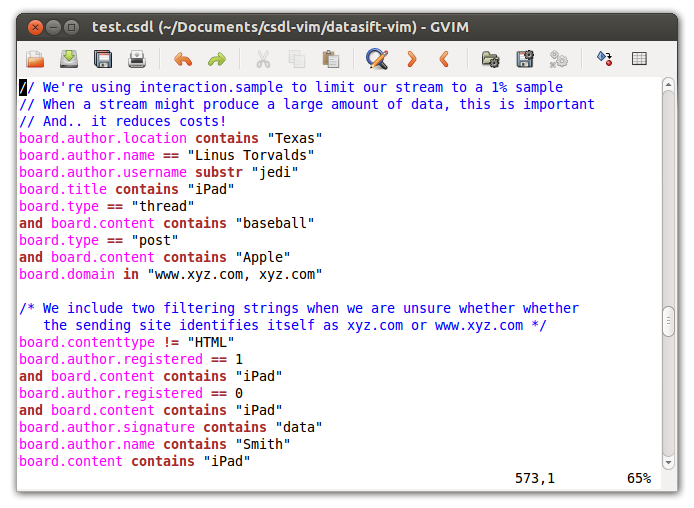 test.csdl (~/Documents/csdl-vim/datasift-vim) - GVIM
// We're using interaction.sample to limit our stream to a 1% sample
// When a stream might produce a large amount of data, this is important
// And.. it reduces costs!
board.author.location contains "Texas"
board.author.name == "Linus Torvalds"
board.author.username substr "jedi"
board.title contains "iPad"
board.type == "thread"
and board.content contains "baseball"
board.type == "post"
and board.content contains "Apple"
board.domain in "www.xyz.com, xyz.com"
/* We include two filtering strings when we are unsure whether whether
   the sending site identifies itself as xyz.com or www.xyz.com */
board.contenttype != "HTML"
board.author.registered == 1
and board.content contains "iPad"
board.author.registered == 0
and board.content contains "iPad"
board.author.signature contains "data"
board.author.name contains "Smith"
board.content contains "iPad"
573,1 65%